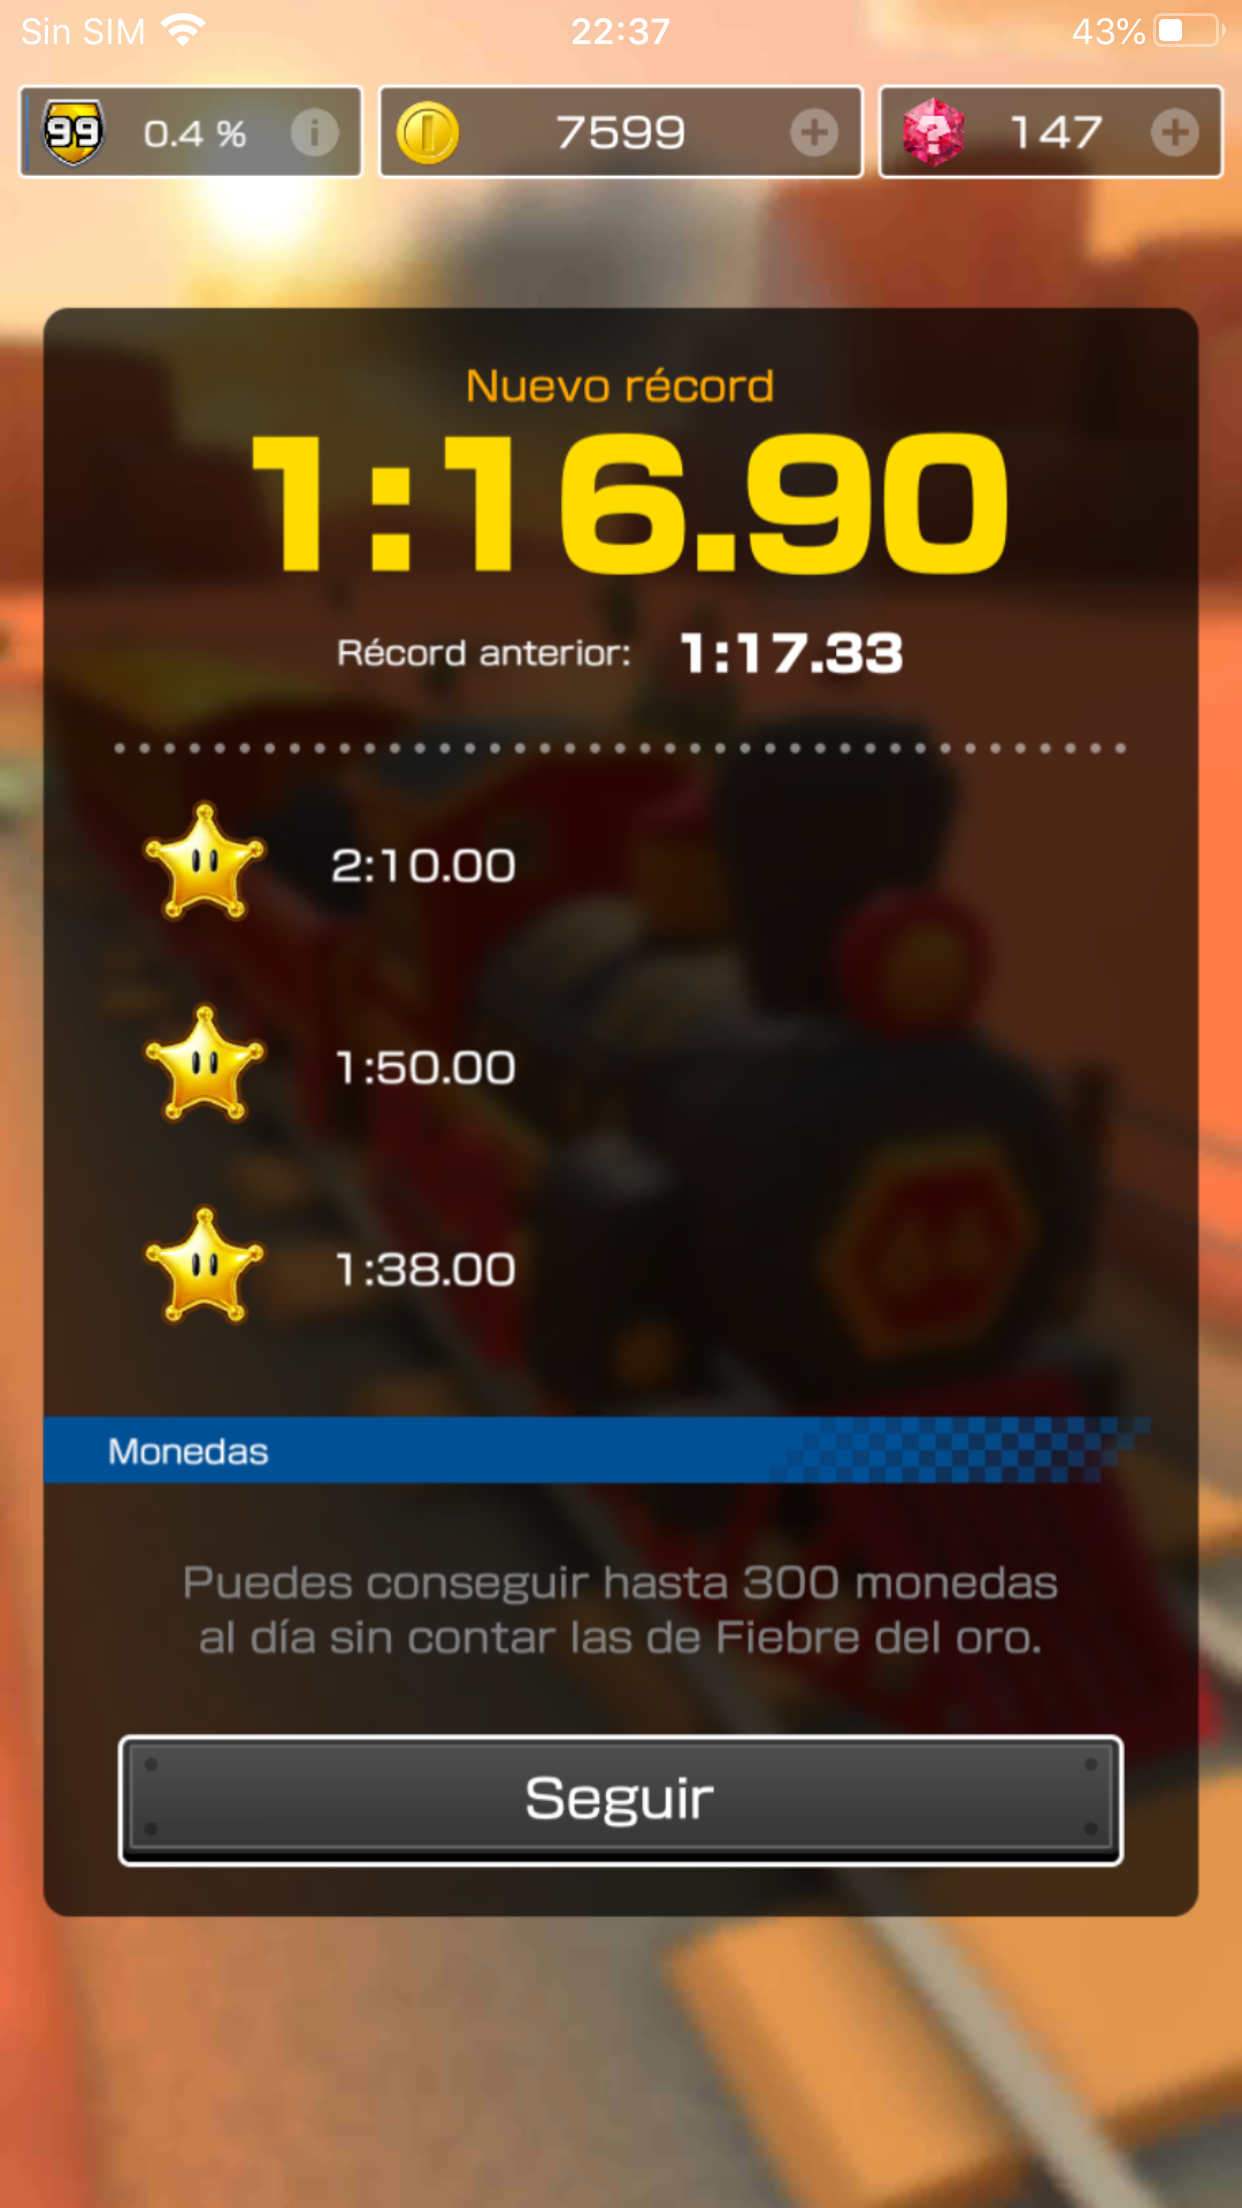 Sin SIM 22:37 43%
99 0.4 % i 7599 + ? 147 +
Nuevo récord
1:16.90
Récord anterior: 1:17.33
2:10.00
1:50.00
1:38.00
Monedas
Puedes conseguir hasta 300 monedas
al día sin contar las de Fiebre del oro.
Seguir